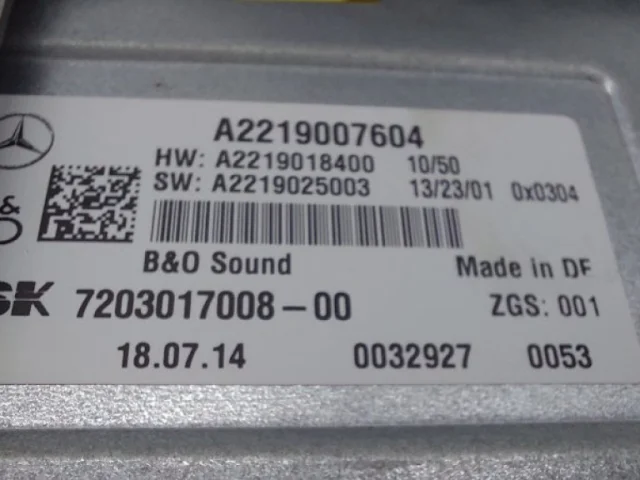 A2219007604
HW: A2219018400 10/50
SW: A2219025003 13/23/01 0x0304
&
O
B&O Sound Made in DE
SK 7203017008-00 ZGS: 001
18.07.14 0032927 0053